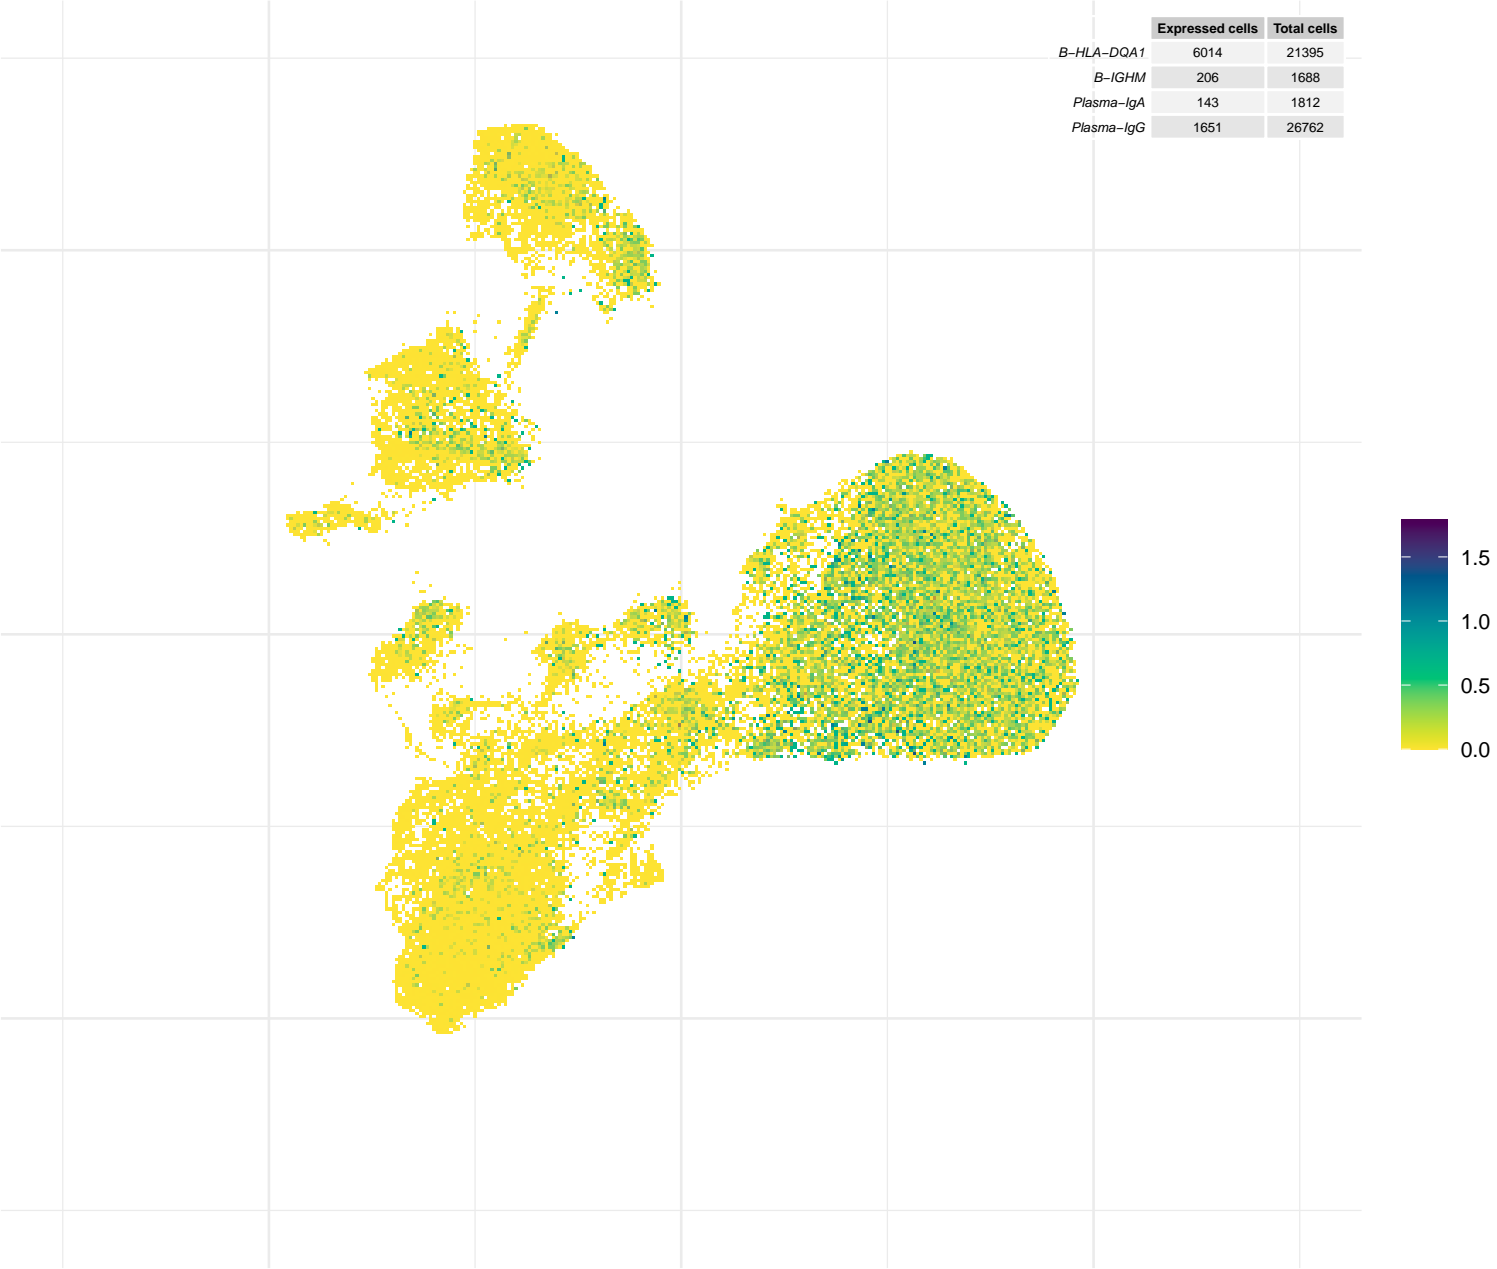 Expressed cells Total cells
B−HLA−DQA1 6014 21395
B−IGHM 206 1688
Plasma−IgA 143 1812
Plasma−IgG 1651 26762
1.5
1.0
0.5
0.0